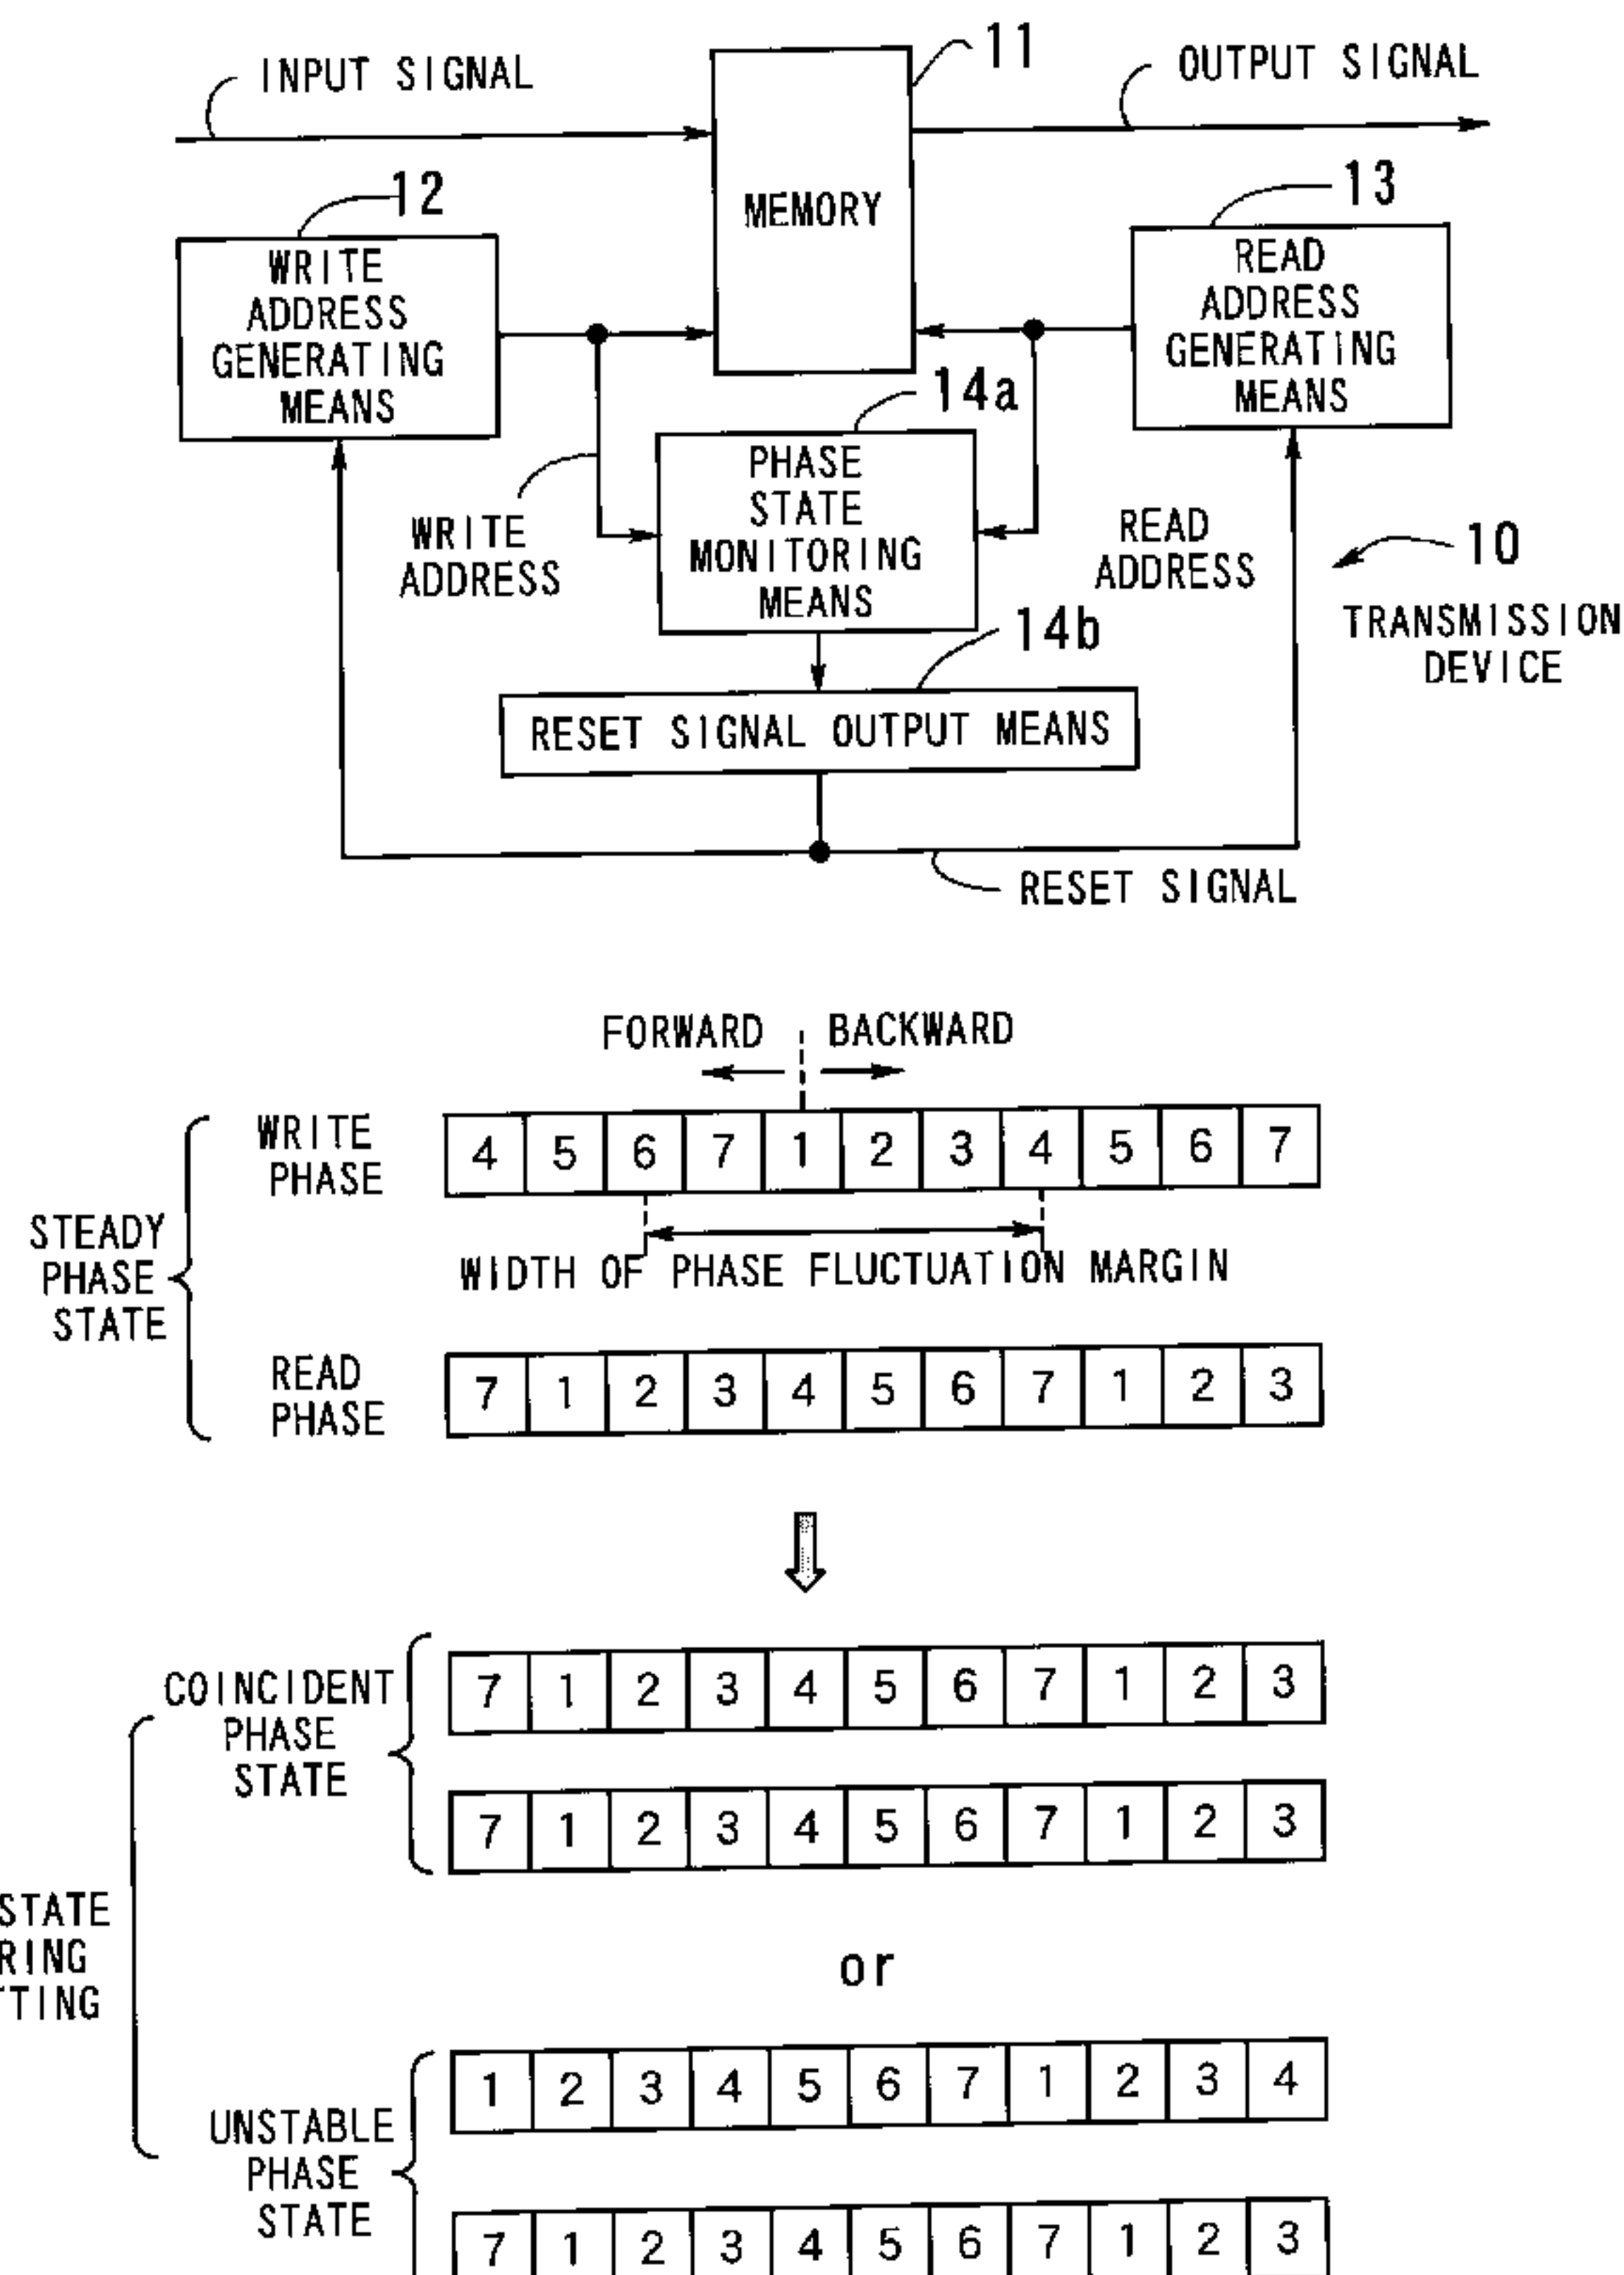 INPUT SIGNAL
11
OUTPUT SIGNAL
12
13
MEMORY
WRITE
ADDRESS
GENERATING
MEANS
READ
ADDRESS
GENERATING
MEANS
14a
PHASE
STATE
MONITORING
MEANS
WRITE
ADDRESS
READ
ADDRESS
10
TRANSMISSION
DEVICE
14b
RESET SIGNAL OUTPUT MEANS
RESET SIGNAL
FORWARD
BACKWARD
STEADY
PHASE
STATE
WRITE
PHASE
4 5 6 7 1 2 3 4 5 6 7
WIDTH OF PHASE FLUCTUATION MARGIN
READ
PHASE
7 1 2 3 4 5 6 7 1 2 3
COINCIDENT
PHASE
STATE
7 1 2 3 4 5 6 7 1 2 3
7 1 2 3 4 5 6 7 1 2 3
STATE
RING
TTING
or
UNSTABLE
PHASE
STATE
1 2 3 4 5 6 7 1 2 3 4
7 1 2 3 4 5 6 7 1 2 3